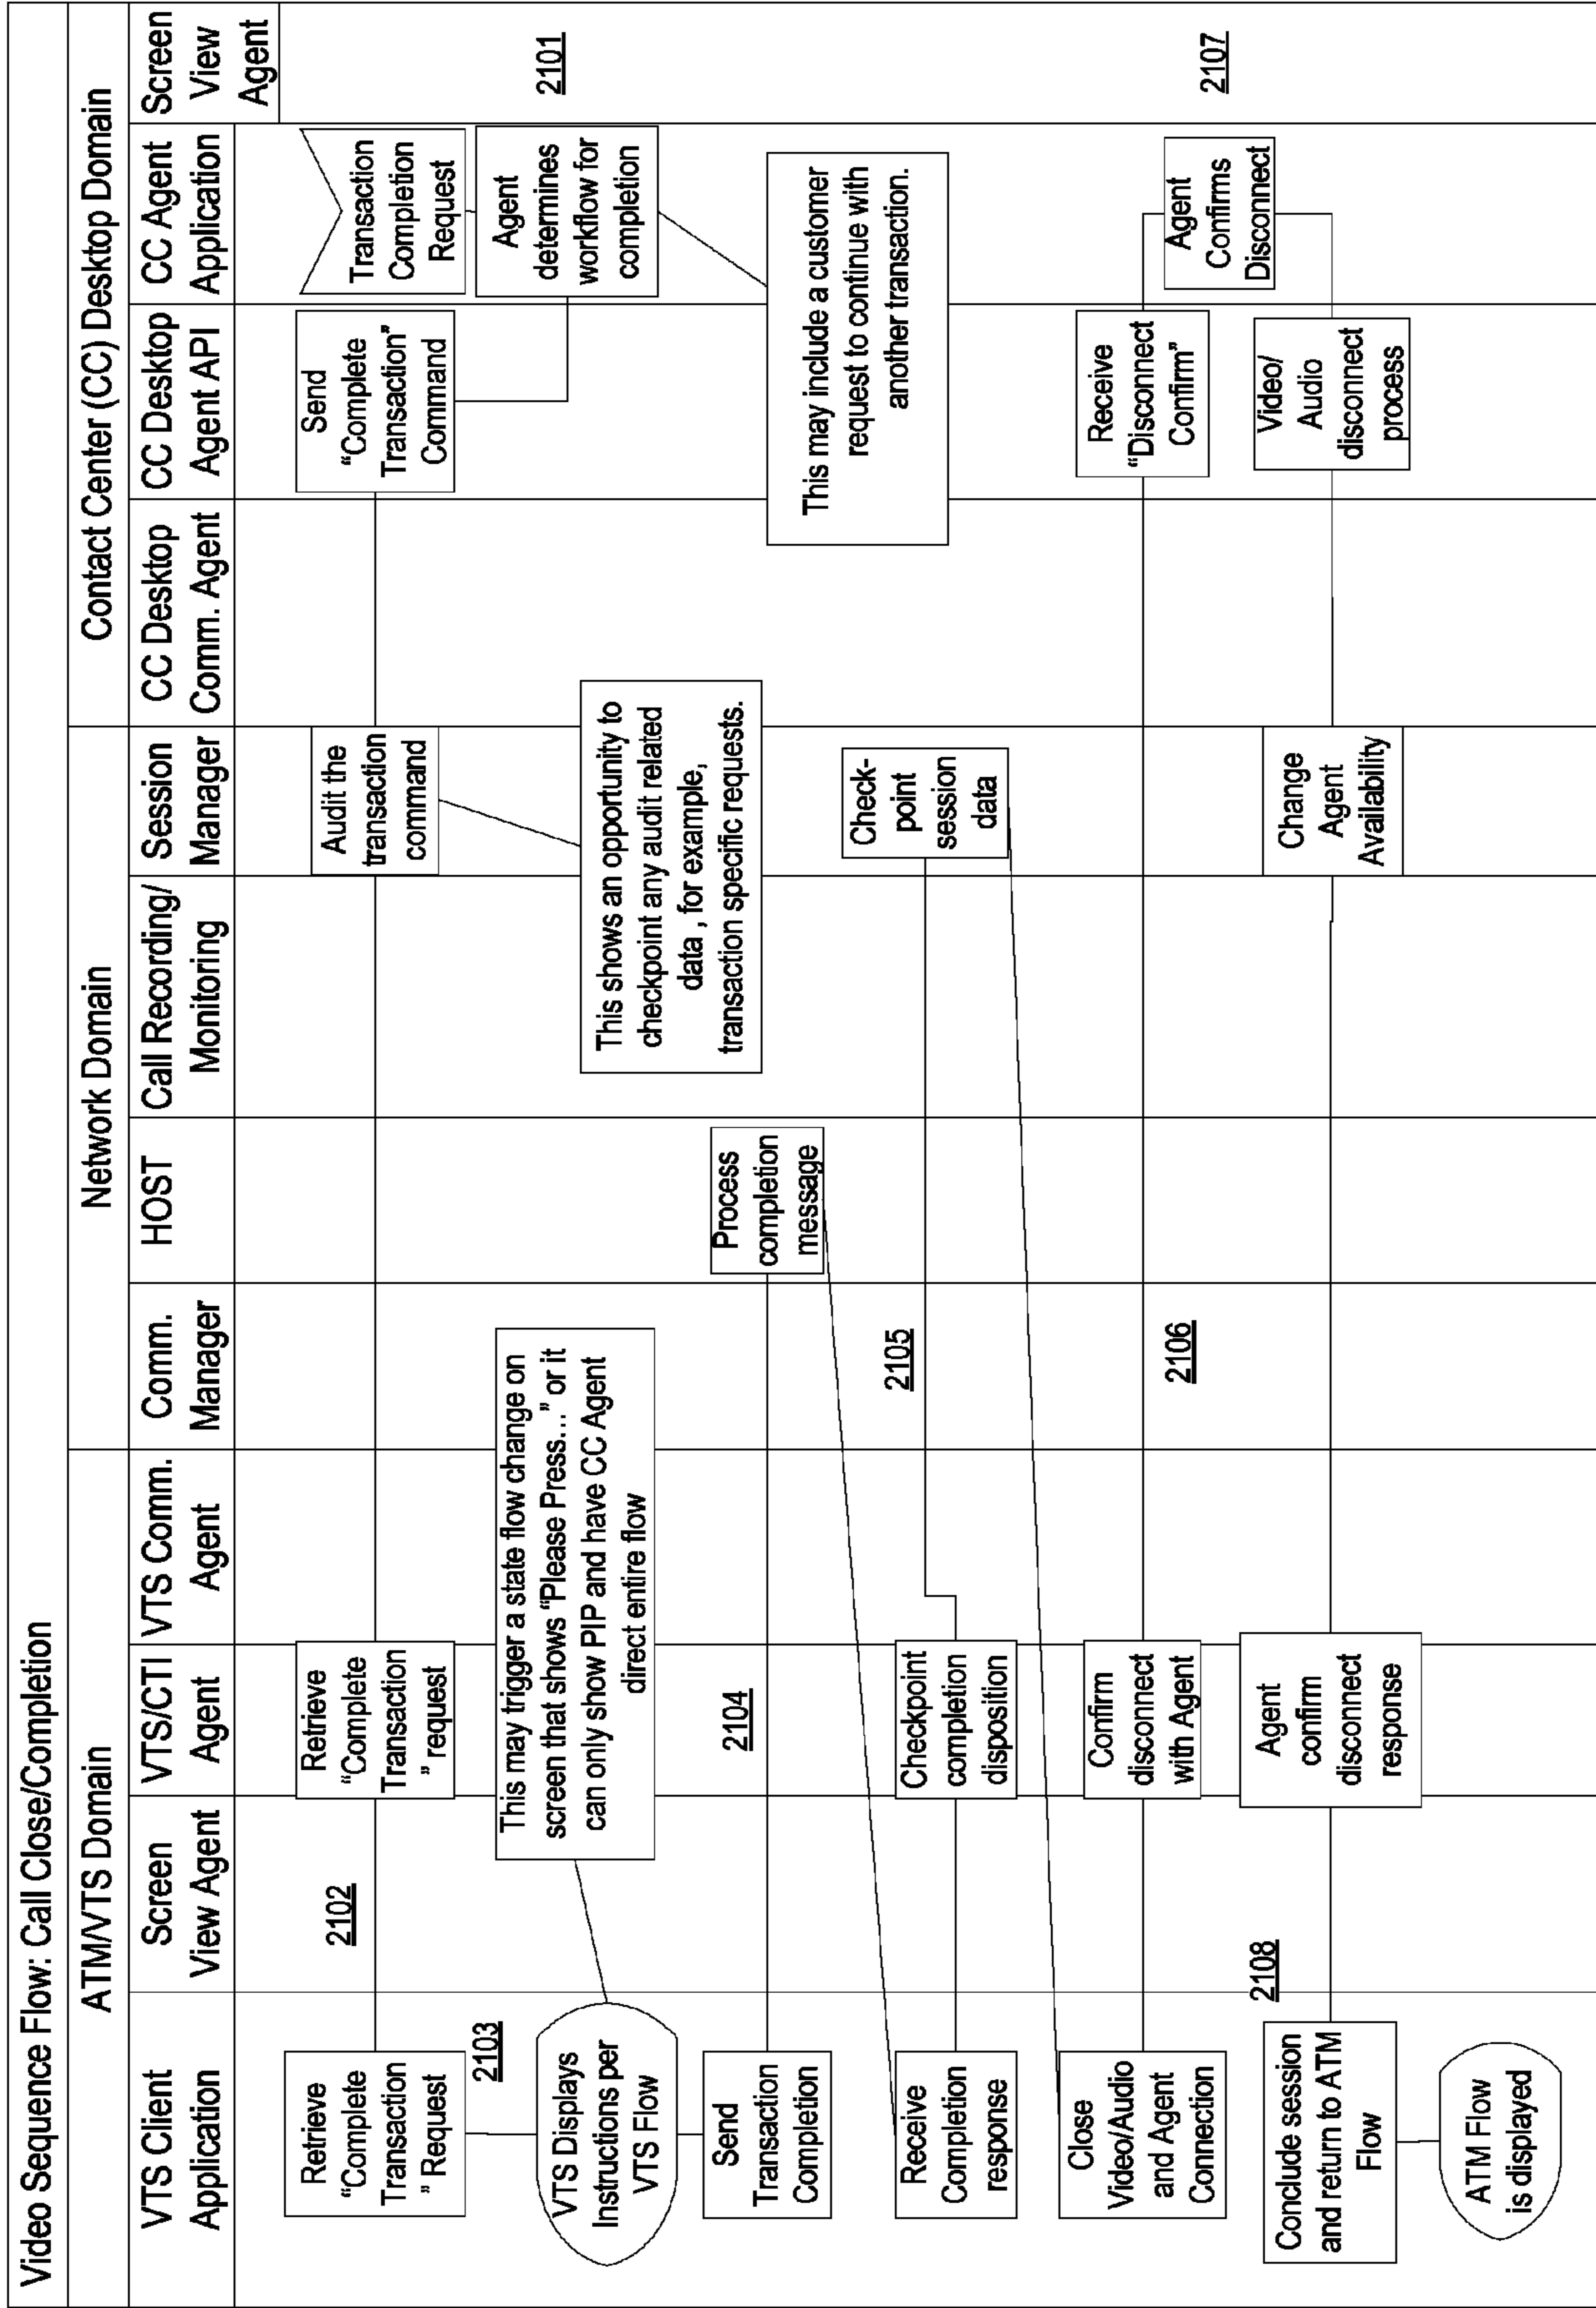 Video Sequence Flow: Call Close/Completion
ATM/VTS Domain
Network Domain
Contact Center (CC) Desktop Domain
VTS Client
Application
Screen
View Agent
VTS/CTI
Agent
VTS Comm.
Agent
Comm.
Manager
HOST
Call Recording/
Monitoring
Session
Manager
CC Desktop
Comm. Agent
CC Desktop
Agent API
CC Agent
Application
Screen
View
Agent
Transaction
Completion
Request
Agent
determines
workflow for
completion
2101
Send
“Complete
Transaction”
Command
This may include a customer
request to continue with
another transaction.
Audit the
transaction
command
This shows an opportunity to
checkpoint any audit related
data , for example,
transaction specific requests.
Retrieve
“Complete
Transaction
” request
2102
Retrieve
“Complete
Transaction
” Request
2103
VTS Displays
Instructions per
VTS Flow
This may trigger a state flow change on
screen that shows “Please Press…” or it
can only show PIP and have CC Agent
direct entire flow
Send
Transaction
Completion
2104
Process
completion
message
Receive
Completion
response
Checkpoint
completion
disposition
2105
Check-
point
session
data
Close
Video/Audio
and Agent
Connection
Confirm
disconnect
with Agent
2106
Receive
“Disconnect
Confirm”
Agent
Confirms
Disconnect
2107
Video/
Audio
disconnect
process
Change
Agent
Availability
Agent
confirm
disconnect
response
2108
Conclude session
and return to ATM
Flow
ATM Flow
is displayed